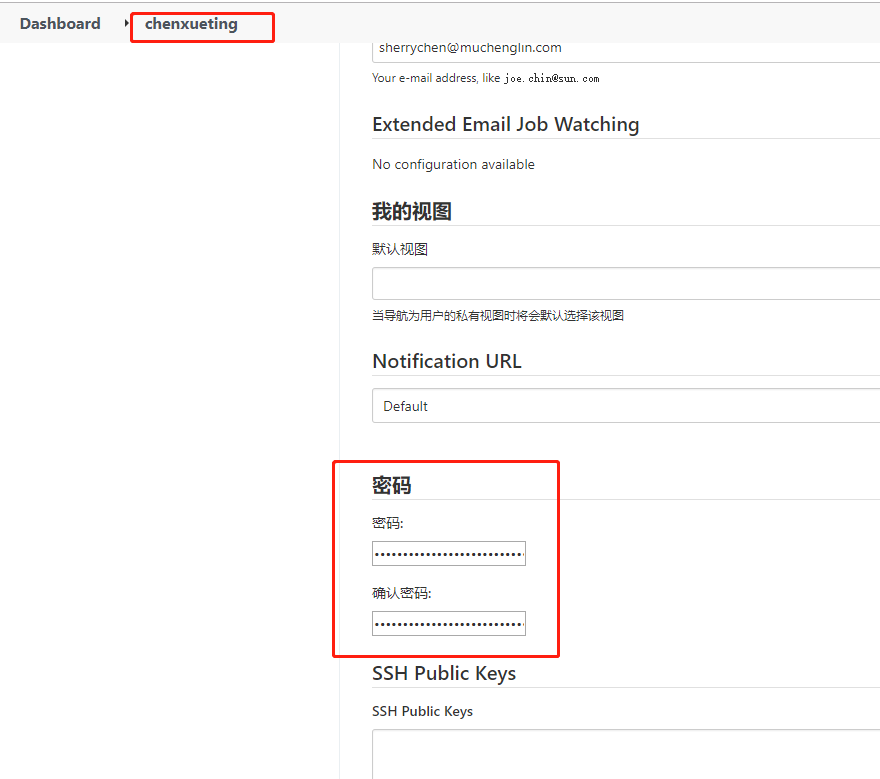 Dashboard chenxueting
sherrychen@muchenglin.com
Your e-mail address, like joe.chin@sun.com
Extended Email Job Watching
No configuration available
我的视图
默认视图
当导航为用户的私有视图时将会默认选择该视图
Notification URL
Default
密码
密码:
••••••••••••••••••••••••••••
确认密码:
••••••••••••••••••••••••••••
SSH Public Keys
SSH Public Keys